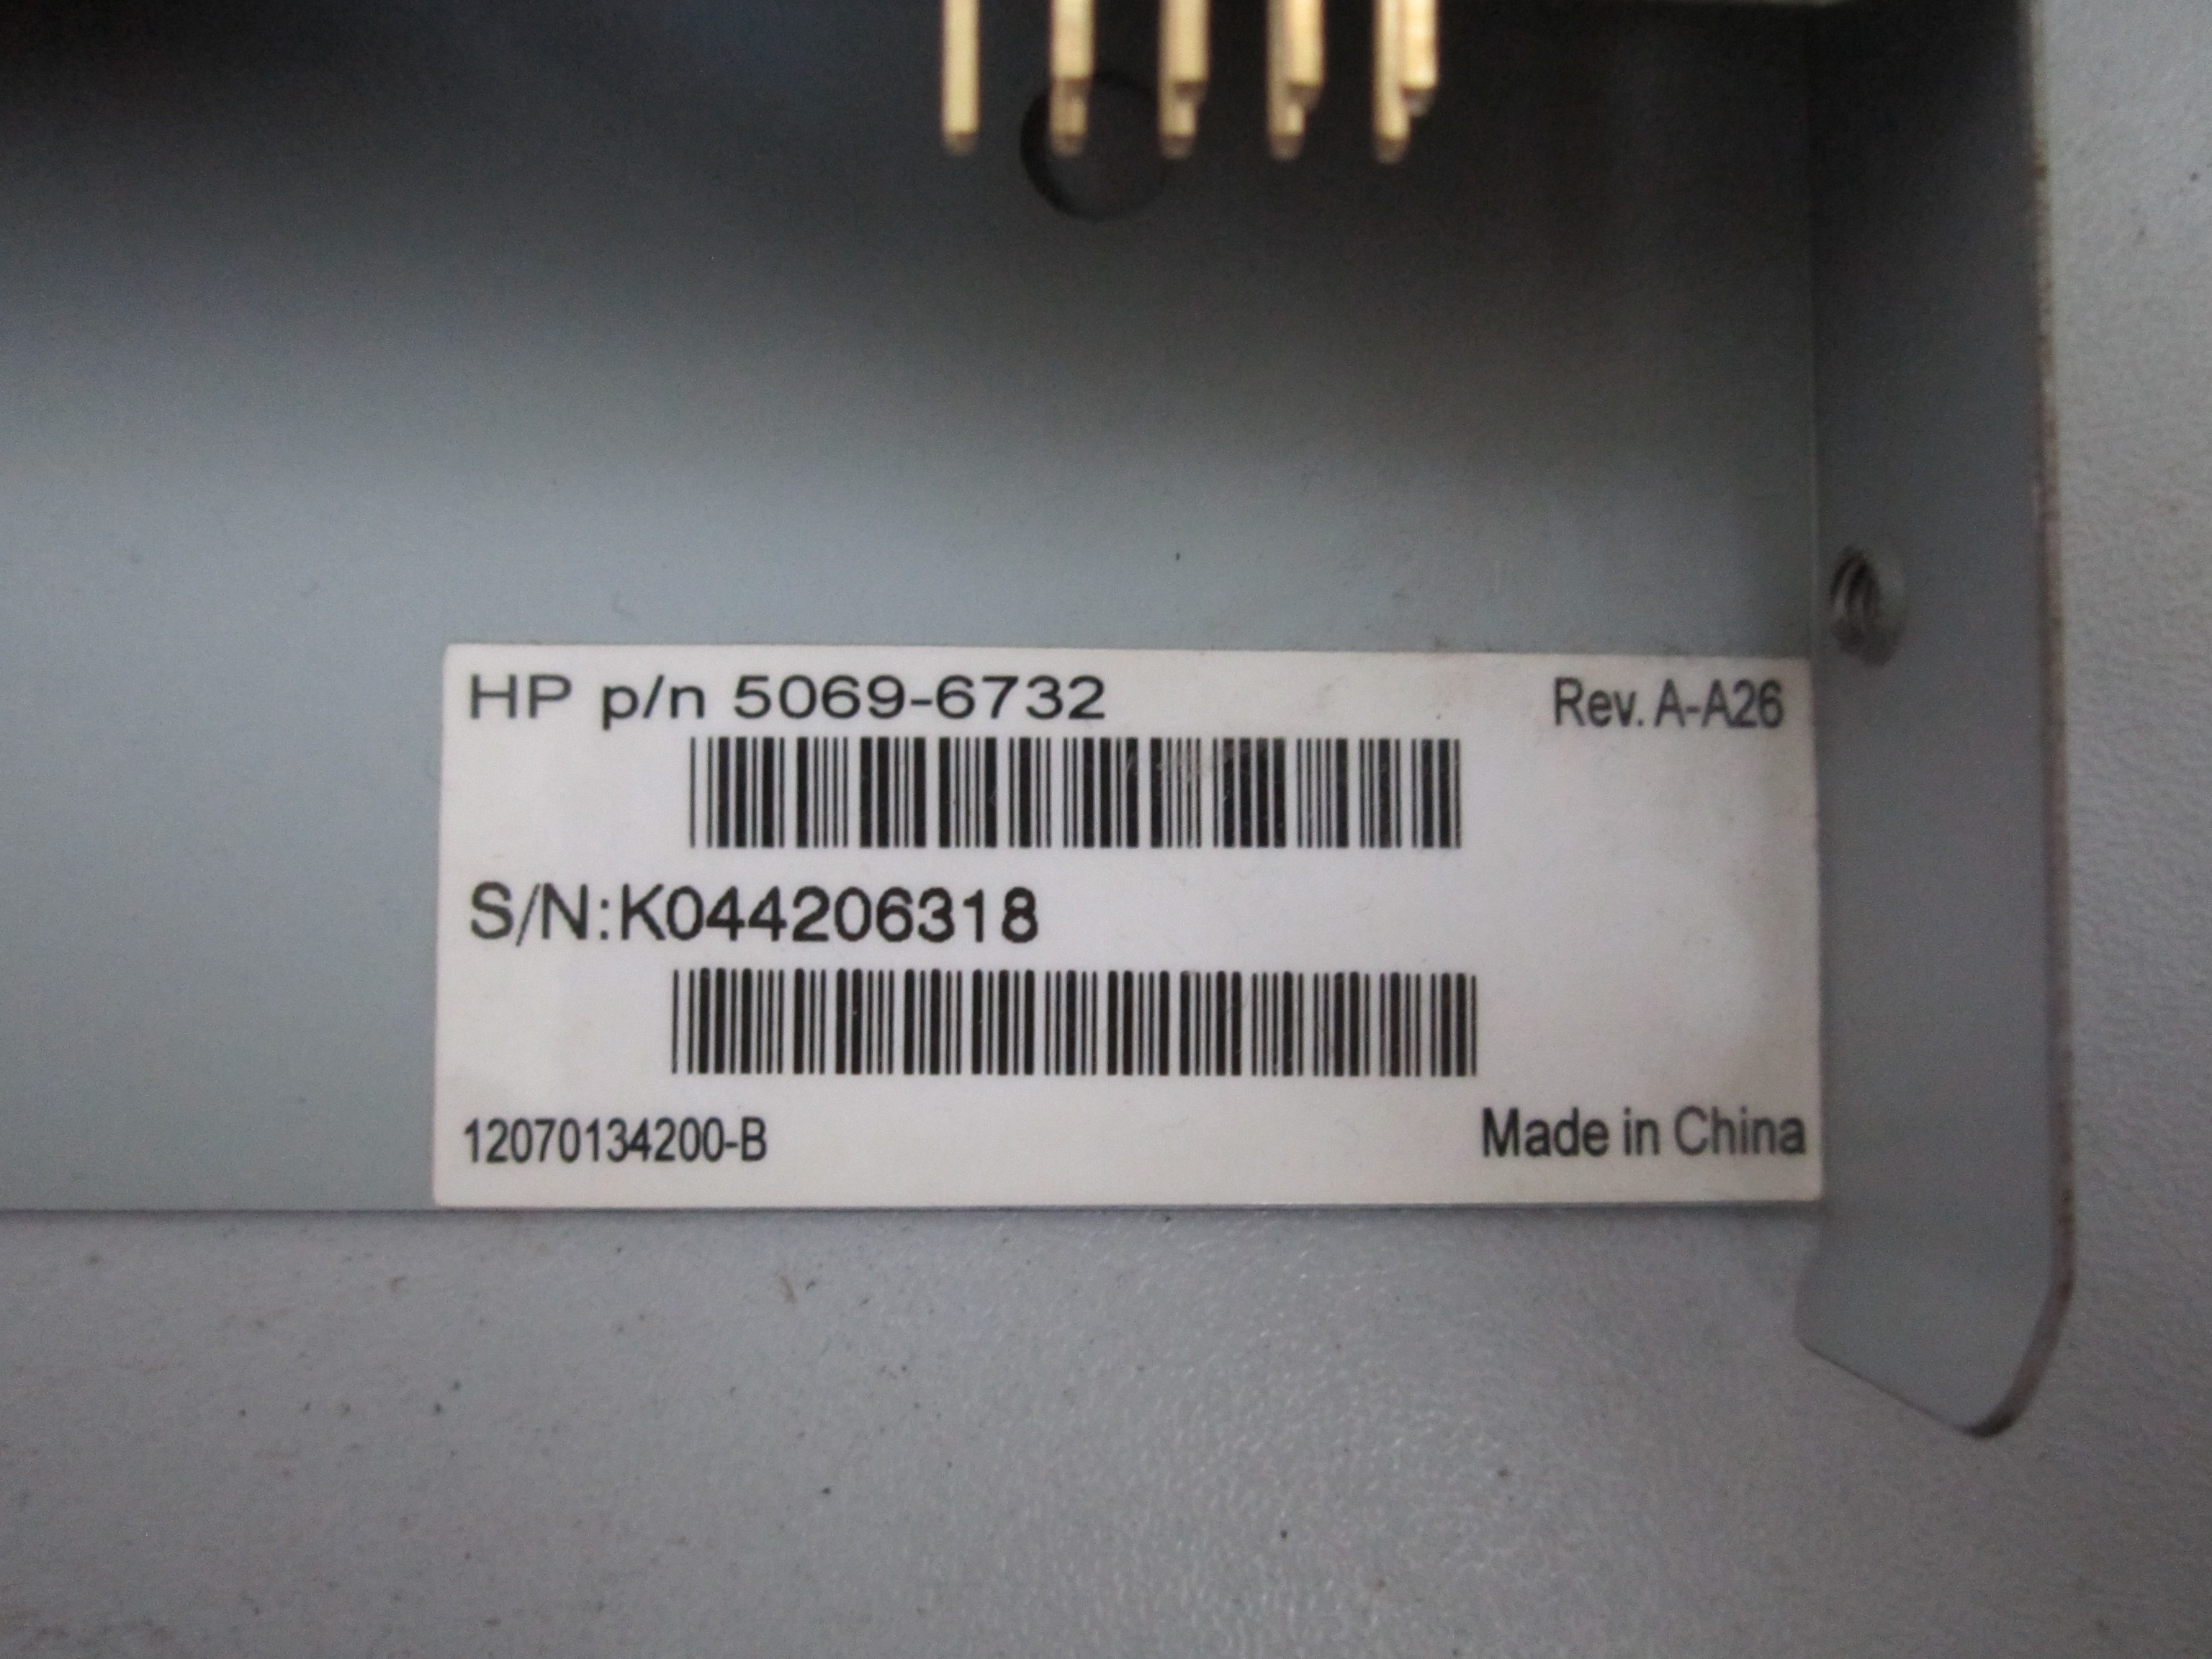 HP p/n 5069-6732 Rev. A-A26
S/N:K044206318
12070134200-B Made in China